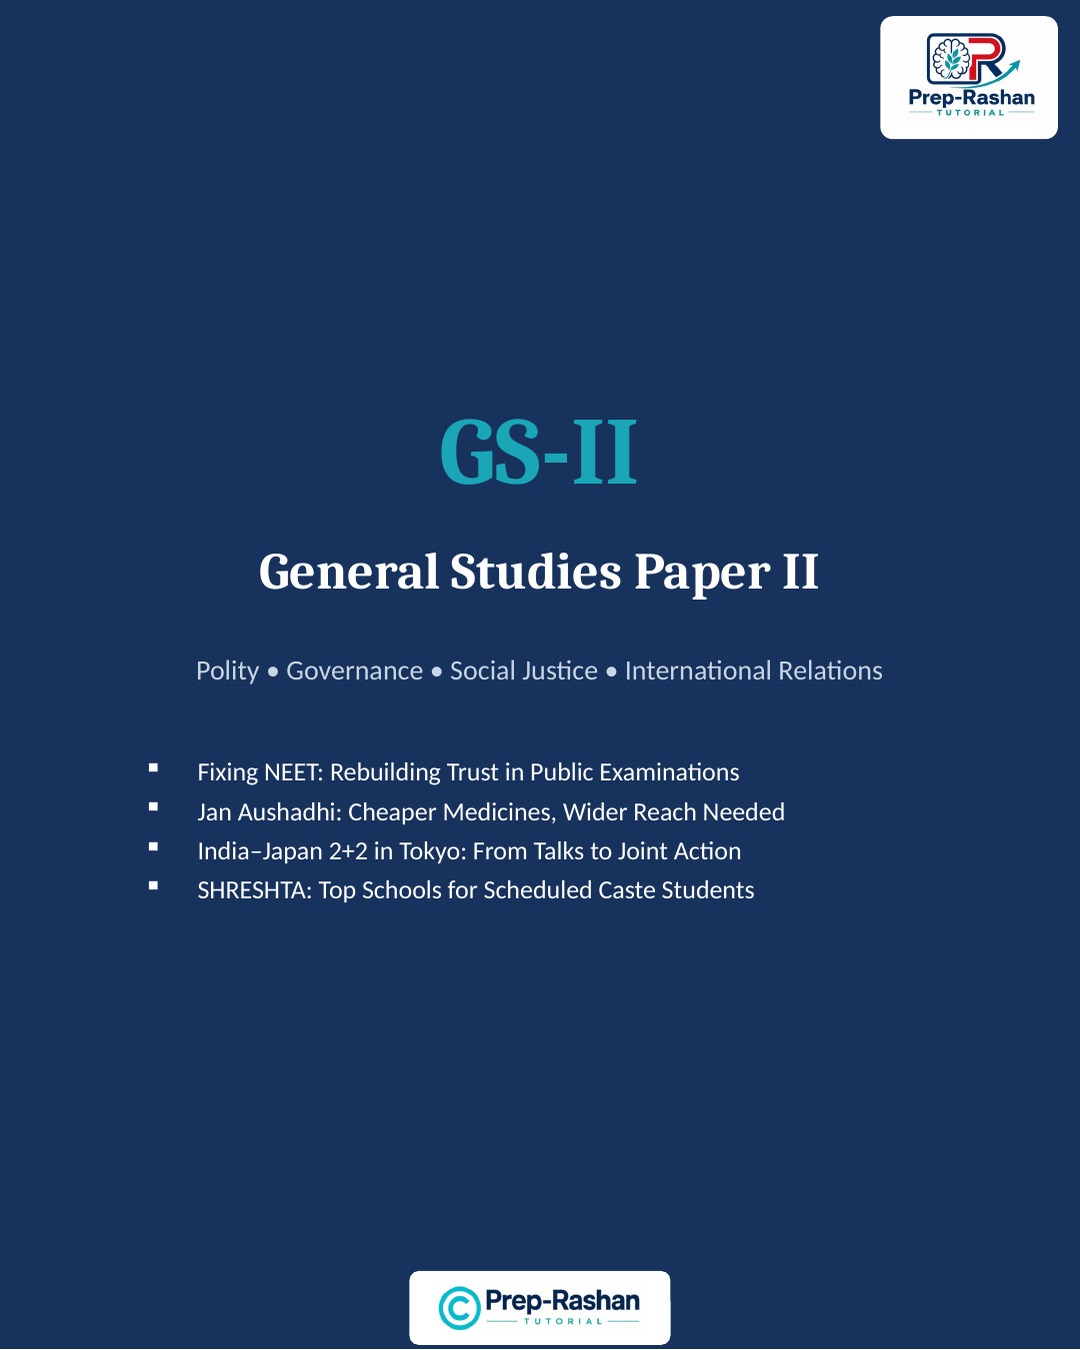 Prep-Rashan
TUTORIAL
GS-II
General Studies Paper II
Polity • Governance • Social Justice • International Relations
▪ Fixing NEET: Rebuilding Trust in Public Examinations
▪ Jan Aushadhi: Cheaper Medicines, Wider Reach Needed
▪ India–Japan 2+2 in Tokyo: From Talks to Joint Action
▪ SHRESHTA: Top Schools for Scheduled Caste Students
© Prep-Rashan
TUTORIAL